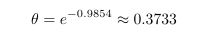 θ = e^{-0.9854} ≈ 0.3733